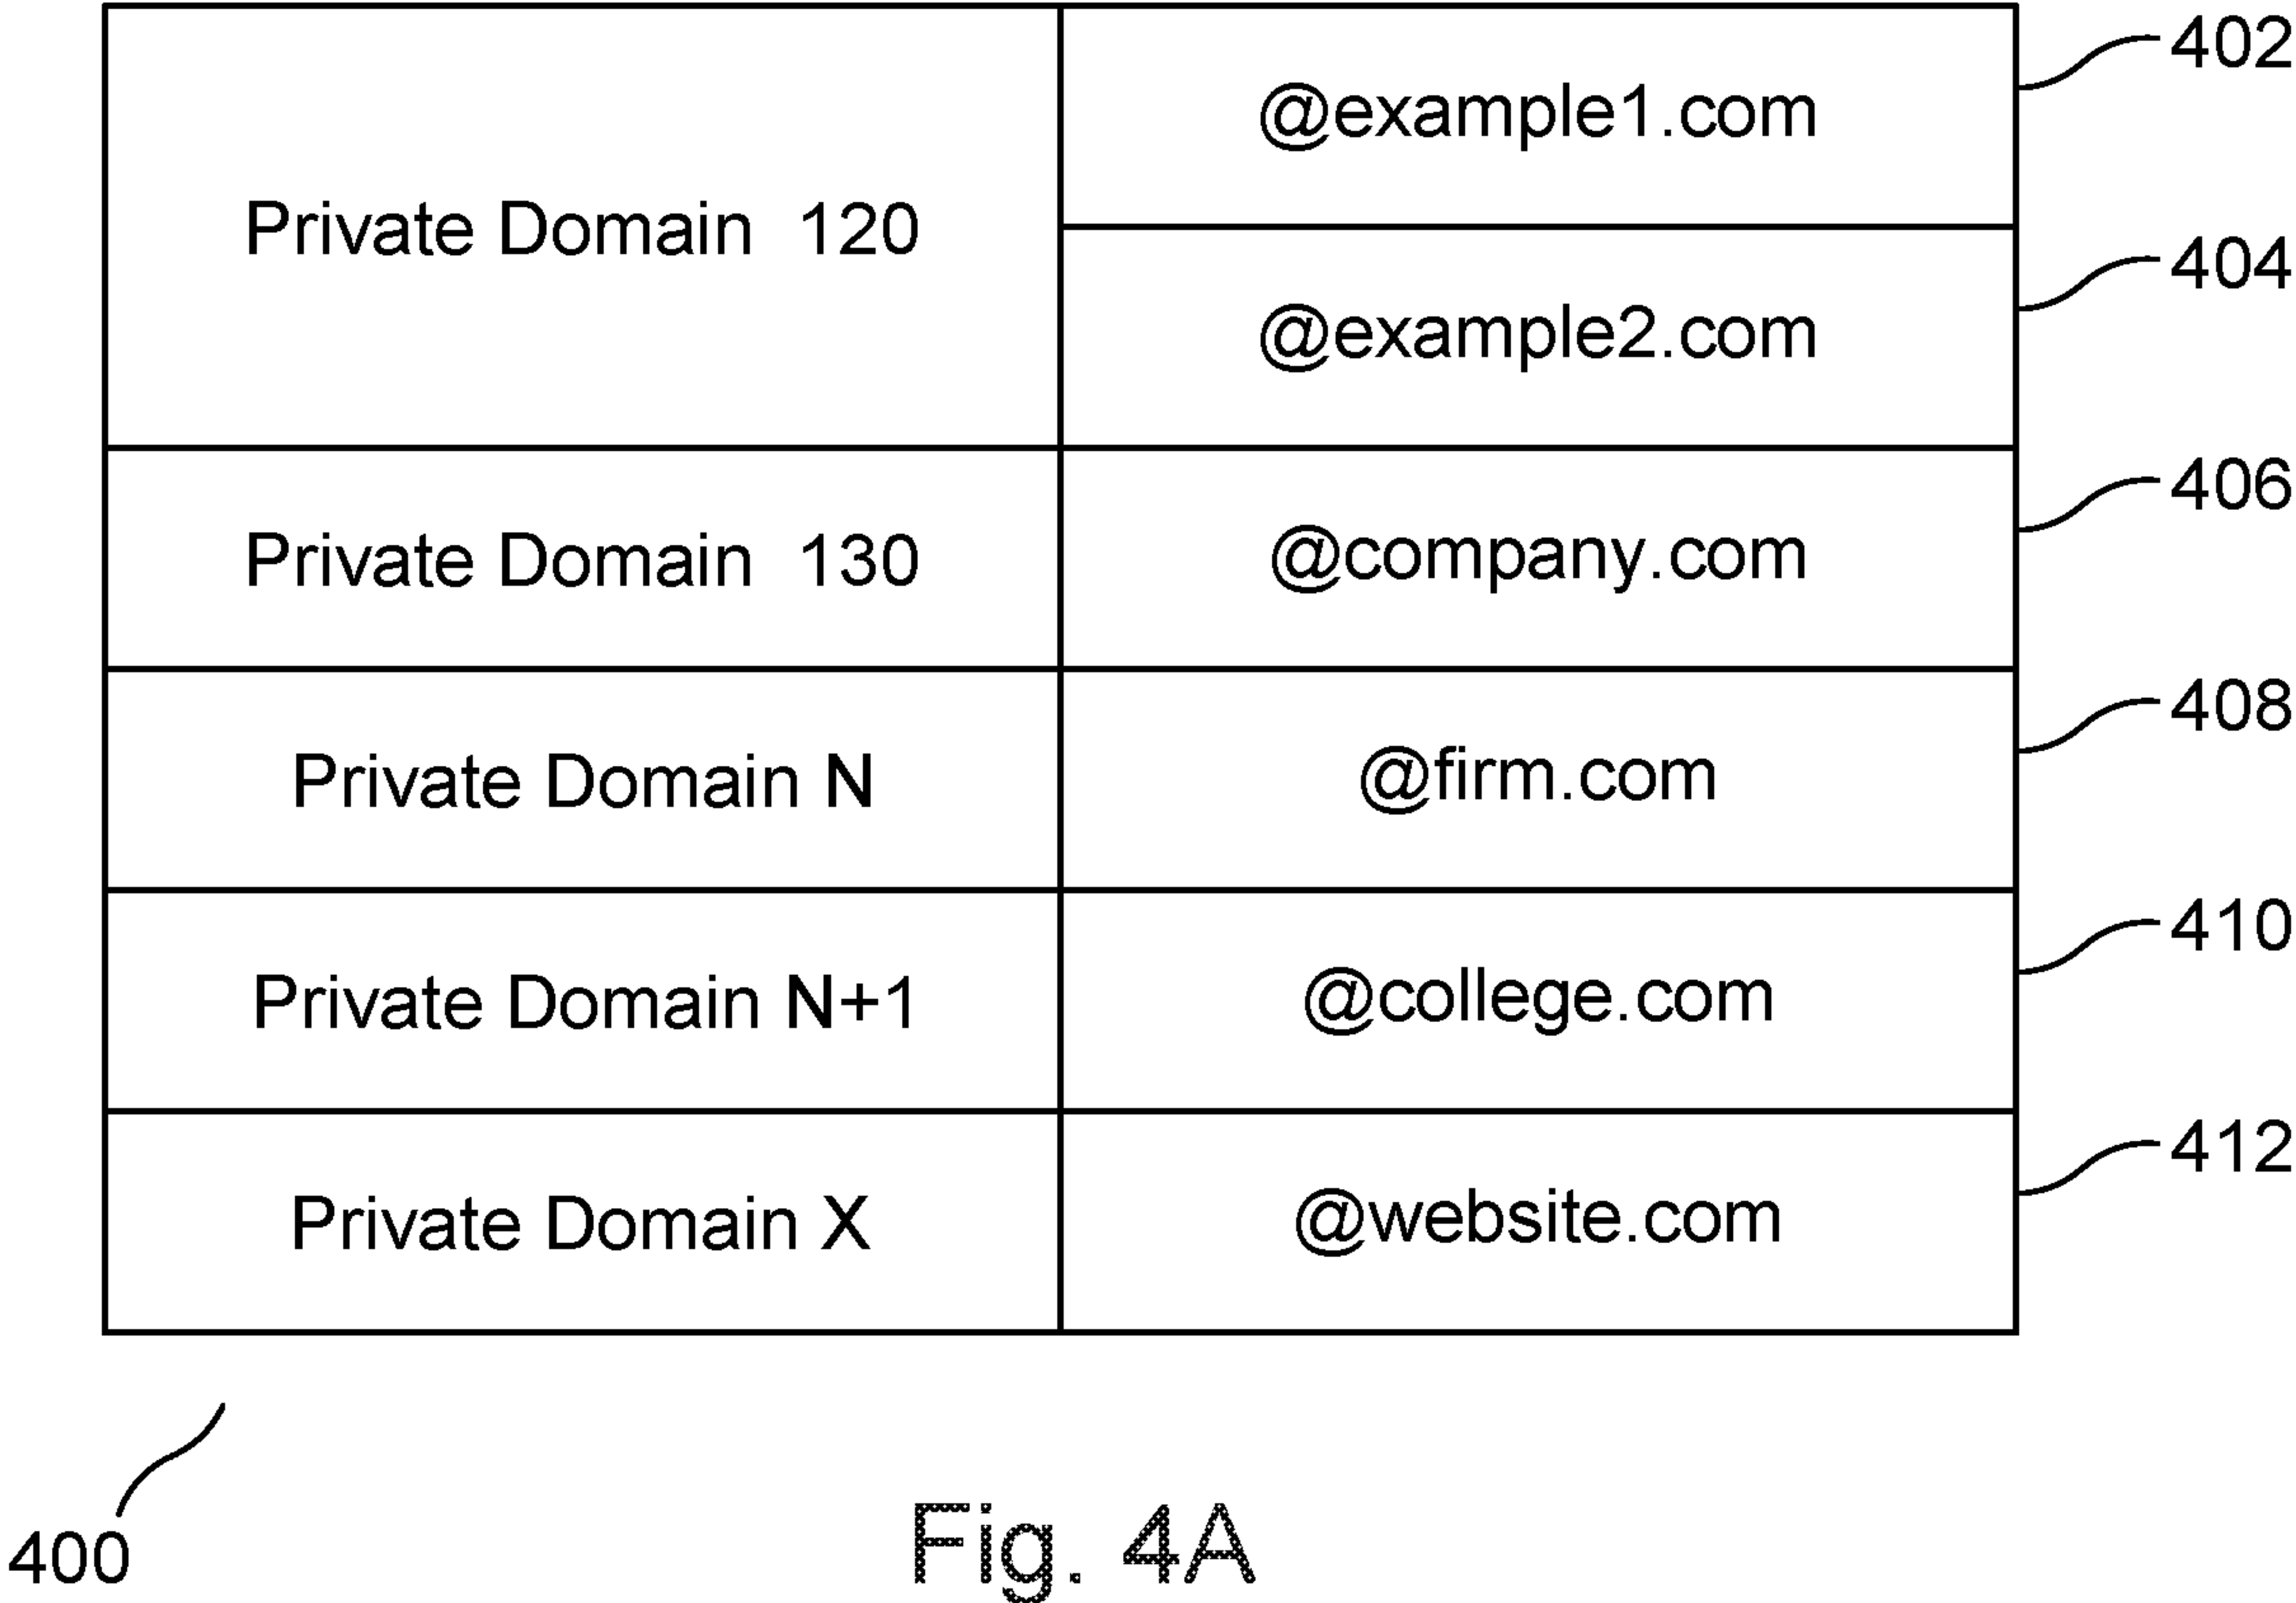 @example1.com
402
Private Domain 120
@example2.com
404
Private Domain 130
@company.com
406
Private Domain N
@firm.com
408
Private Domain N+1
@college.com
410
Private Domain X
@website.com
412
400
Fig. 4A